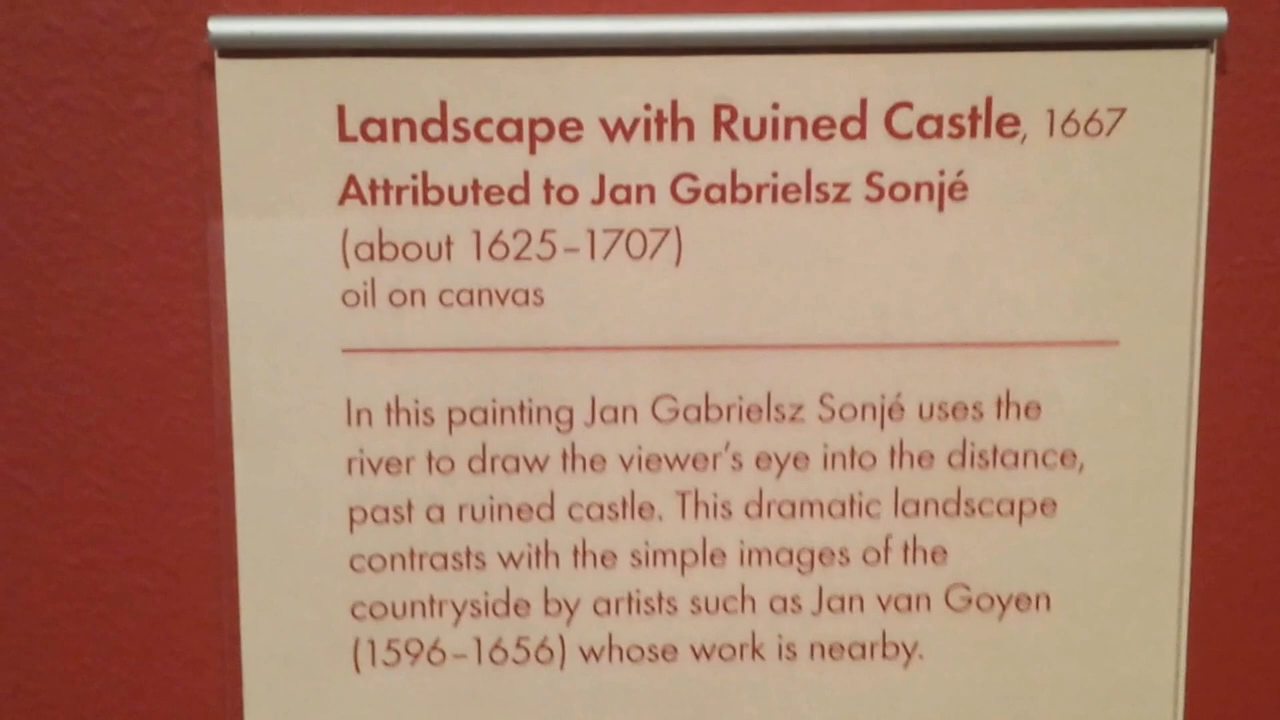 Landscape with Ruined Castle, 1667
Attributed to Jan Gabrielsz Sonjé
(about 1625–1707)
oil on canvas
In this painting Jan Gabrielsz Sonjé uses the
river to draw the viewer's eye into the distance,
past a ruined castle. This dramatic landscape
contrasts with the simple images of the
countryside by artists such as Jan van Goyen
(1596–1656) whose work is nearby.